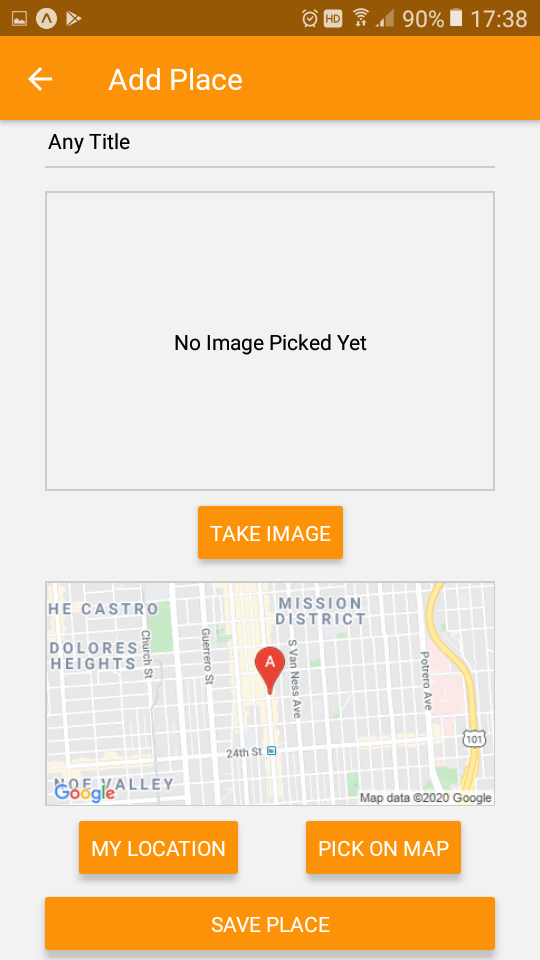 HD 90% 17:38
Add Place
Any Title
No Image Picked Yet
TAKE IMAGE
HE CASTRO
MISSION
DISTRICT
DOLORES
HEIGHTS
Church St
Guerrero St
A
S Van Ness Ave
Potrero Ave
101
24th St
NOE VALLEY
Google
Map data ©2020 Google
MY LOCATION
PICK ON MAP
SAVE PLACE